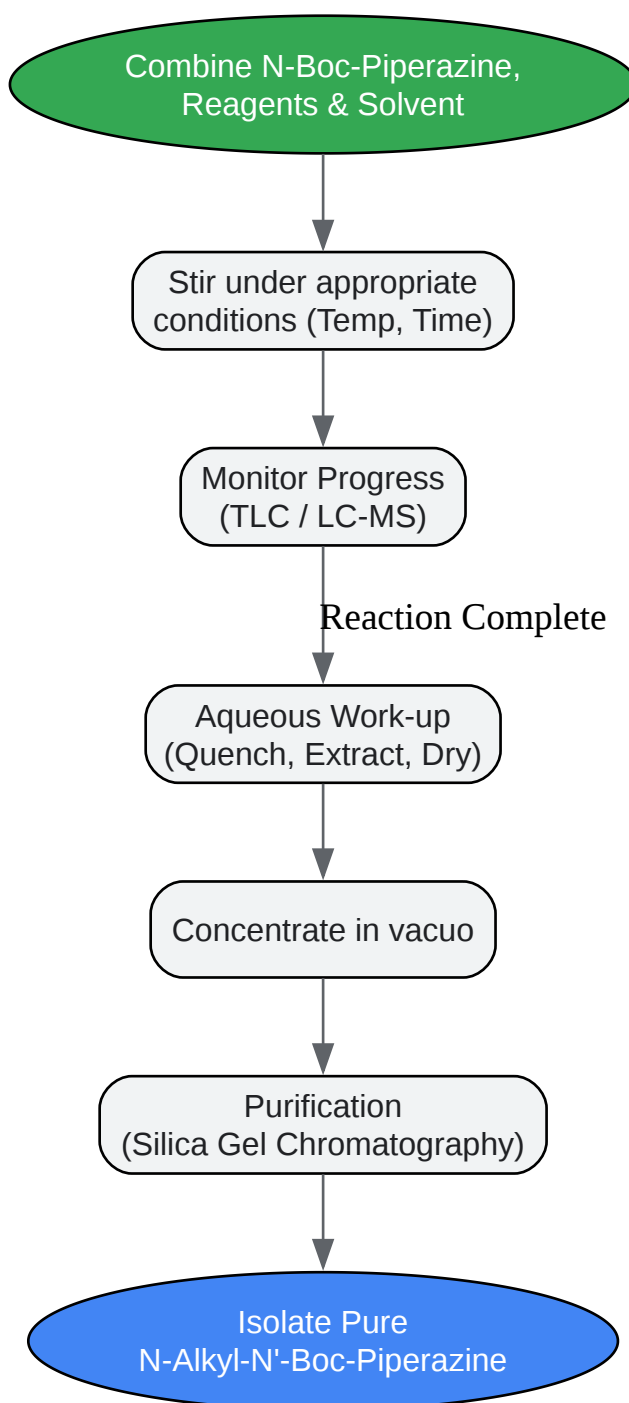 Combine N-Boc-Piperazine,
Reagents & Solvent
Stir under appropriate
conditions (Temp, Time)
Monitor Progress
(TLC / LC-MS)
Reaction Complete
Aqueous Work-up
(Quench, Extract, Dry)
Concentrate in vacuo
Purification
(Silica Gel Chromatography)
Isolate Pure
N-Alkyl-N'-Boc-Piperazine